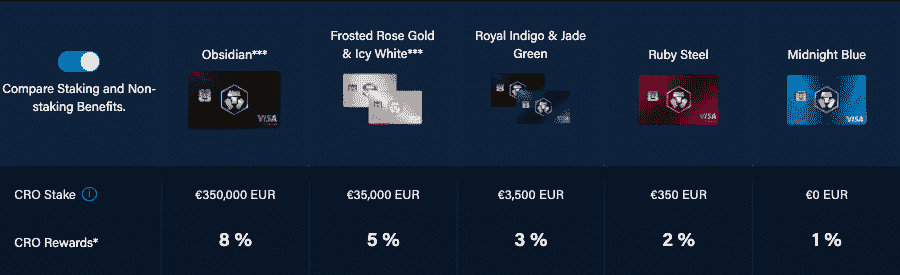 Compare Staking and Non-
staking Benefits.
Obsidian***
Frosted Rose Gold
& Icy White***
Royal Indigo & Jade
Green
Ruby Steel
Midnight Blue
VISA
VISA
VISA
CRO Stake
€350,000 EUR
€35,000 EUR
€3,500 EUR
€350 EUR
€0 EUR
CRO Rewards*
8 %
5 %
3 %
2 %
1 %